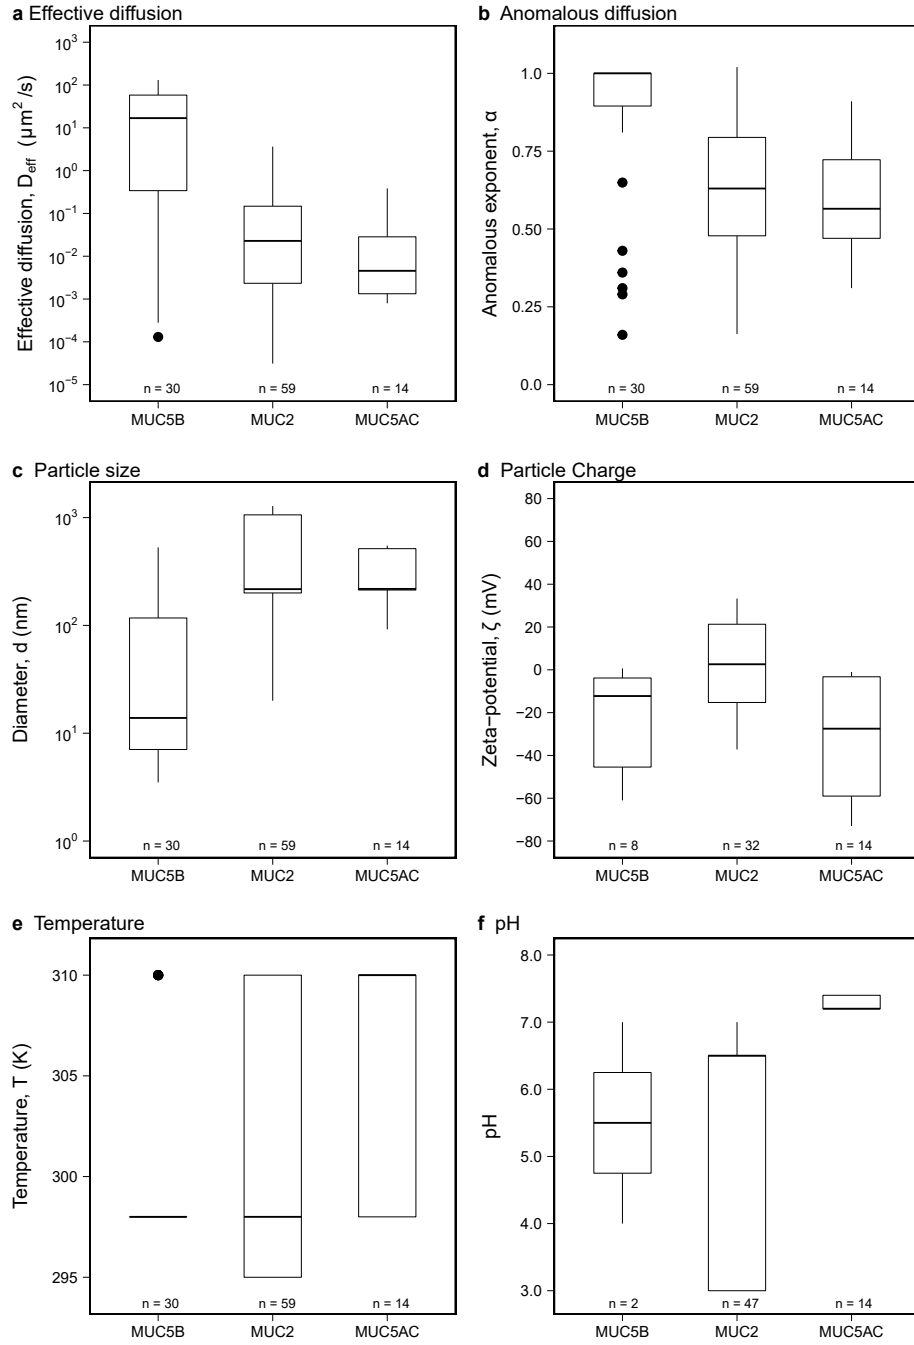 a Effective diffusion
Effective diffusion, D_eff (μm²/s)
10³
10²
10¹
10⁰
10⁻¹
10⁻²
10⁻³
10⁻⁴
10⁻⁵
n = 30 n = 59 n = 14
MUC5B MUC2 MUC5AC
b Anomalous diffusion
Anomalous exponent, α
1.0
0.75
0.50
0.25
0.0
n = 30 n = 59 n = 14
MUC5B MUC2 MUC5AC
c Particle size
Diameter, d (nm)
10³
10²
10¹
10⁰
n = 30 n = 59 n = 14
MUC5B MUC2 MUC5AC
d Particle Charge
Zeta−potential, ζ (mV)
80
60
40
20
0
−20
−40
−60
−80
n = 8 n = 32 n = 14
MUC5B MUC2 MUC5AC
e Temperature
Temperature, T (K)
310
305
300
295
n = 30 n = 59 n = 14
MUC5B MUC2 MUC5AC
f pH
pH
8.0
7.0
6.0
5.0
4.0
3.0
n = 2 n = 47 n = 14
MUC5B MUC2 MUC5AC